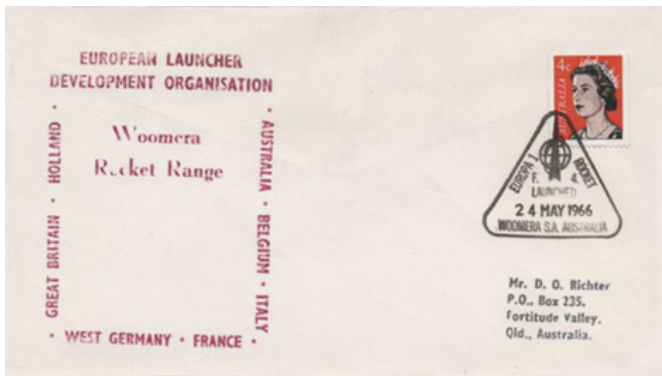 EUROPEAN LAUNCHER
DEVELOPMENT ORGANISATION
GREAT BRITAIN · HOLLAND ·
Woomera
Rocket Range
· AUSTRALIA · BELGIUM · ITALY
· WEST GERMANY · FRANCE ·
4c
AUSTRALIA
EUROPA 1. ROCKET
F. 4.
LAUNCHED
24 MAY 1966
WOOMERA S.A. AUSTRALIA
Mr. D. O. Richter
P.O., Box 235,
Fortitude Valley.
Qld., Australia.